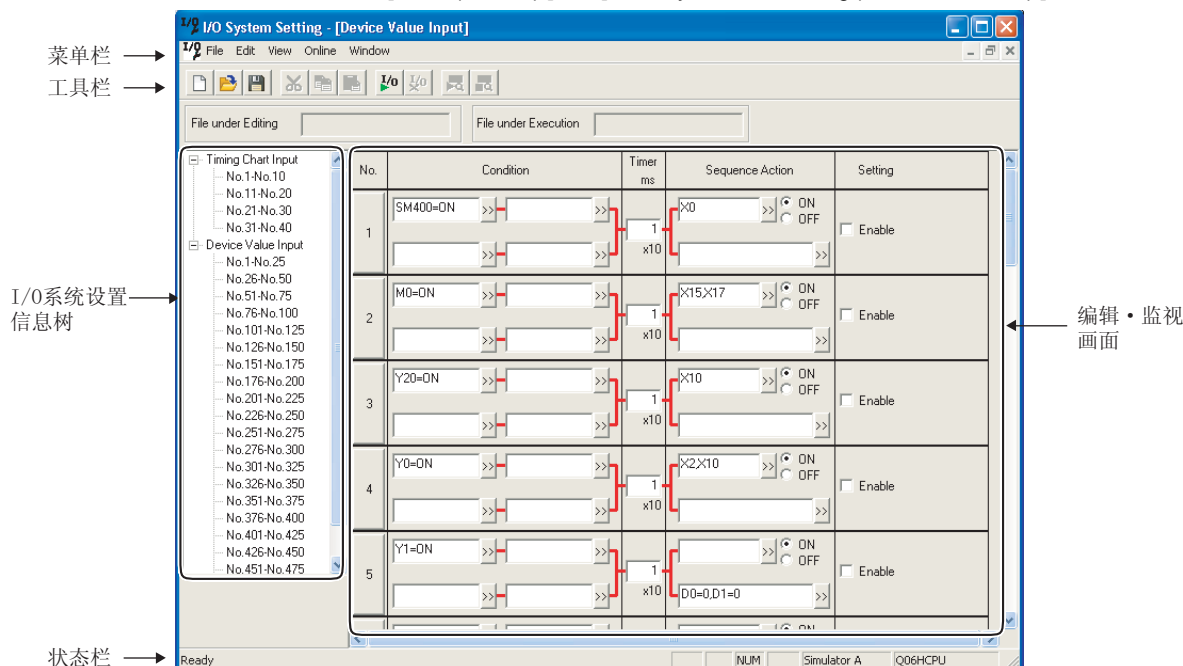 I/O System Setting - [Device Value Input]
菜单栏
File Edit View Online Window
工具栏
File under Editing
File under Execution
I/O系统设置
信息树
Timing Chart Input
No.1-No.10
No.11-No.20
No.21-No.30
No.31-No.40
Device Value Input
No.1-No.25
No.26-No.50
No.51-No.75
No.76-No.100
No.101-No.125
No.126-No.150
No.151-No.175
No.176-No.200
No.201-No.225
No.226-No.250
No.251-No.275
No.276-No.300
No.301-No.325
No.326-No.350
No.351-No.375
No.376-No.400
No.401-No.425
No.426-No.450
No.451-No.475
No. Condition Timer ms Sequence Action Setting
1 SM400=ON >> >> 1 x10 X0 >> ON OFF Enable
>> >> >>
2 M0=ON >> >> 1 x10 X15,X17 >> ON OFF Enable
>> >> >>
3 Y20=ON >> >> 1 x10 X10 >> ON OFF Enable
>> >> >>
4 Y0=ON >> >> 1 x10 X2,X10 >> ON OFF Enable
>> >> >>
5 Y1=ON >> >> 1 x10 >> ON OFF Enable
>> >> D0=0,D1=0 >>
编辑·监视
画面
状态栏
Ready NUM Simulator A Q06HCPU